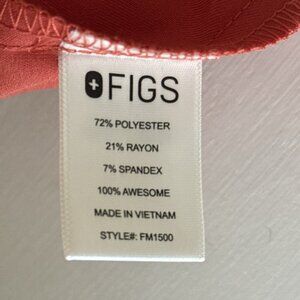 FIGS
72% POLYESTER
21% RAYON
7% SPANDEX
100% AWESOME
MADE IN VIETNAM
STYLE#: FM1500